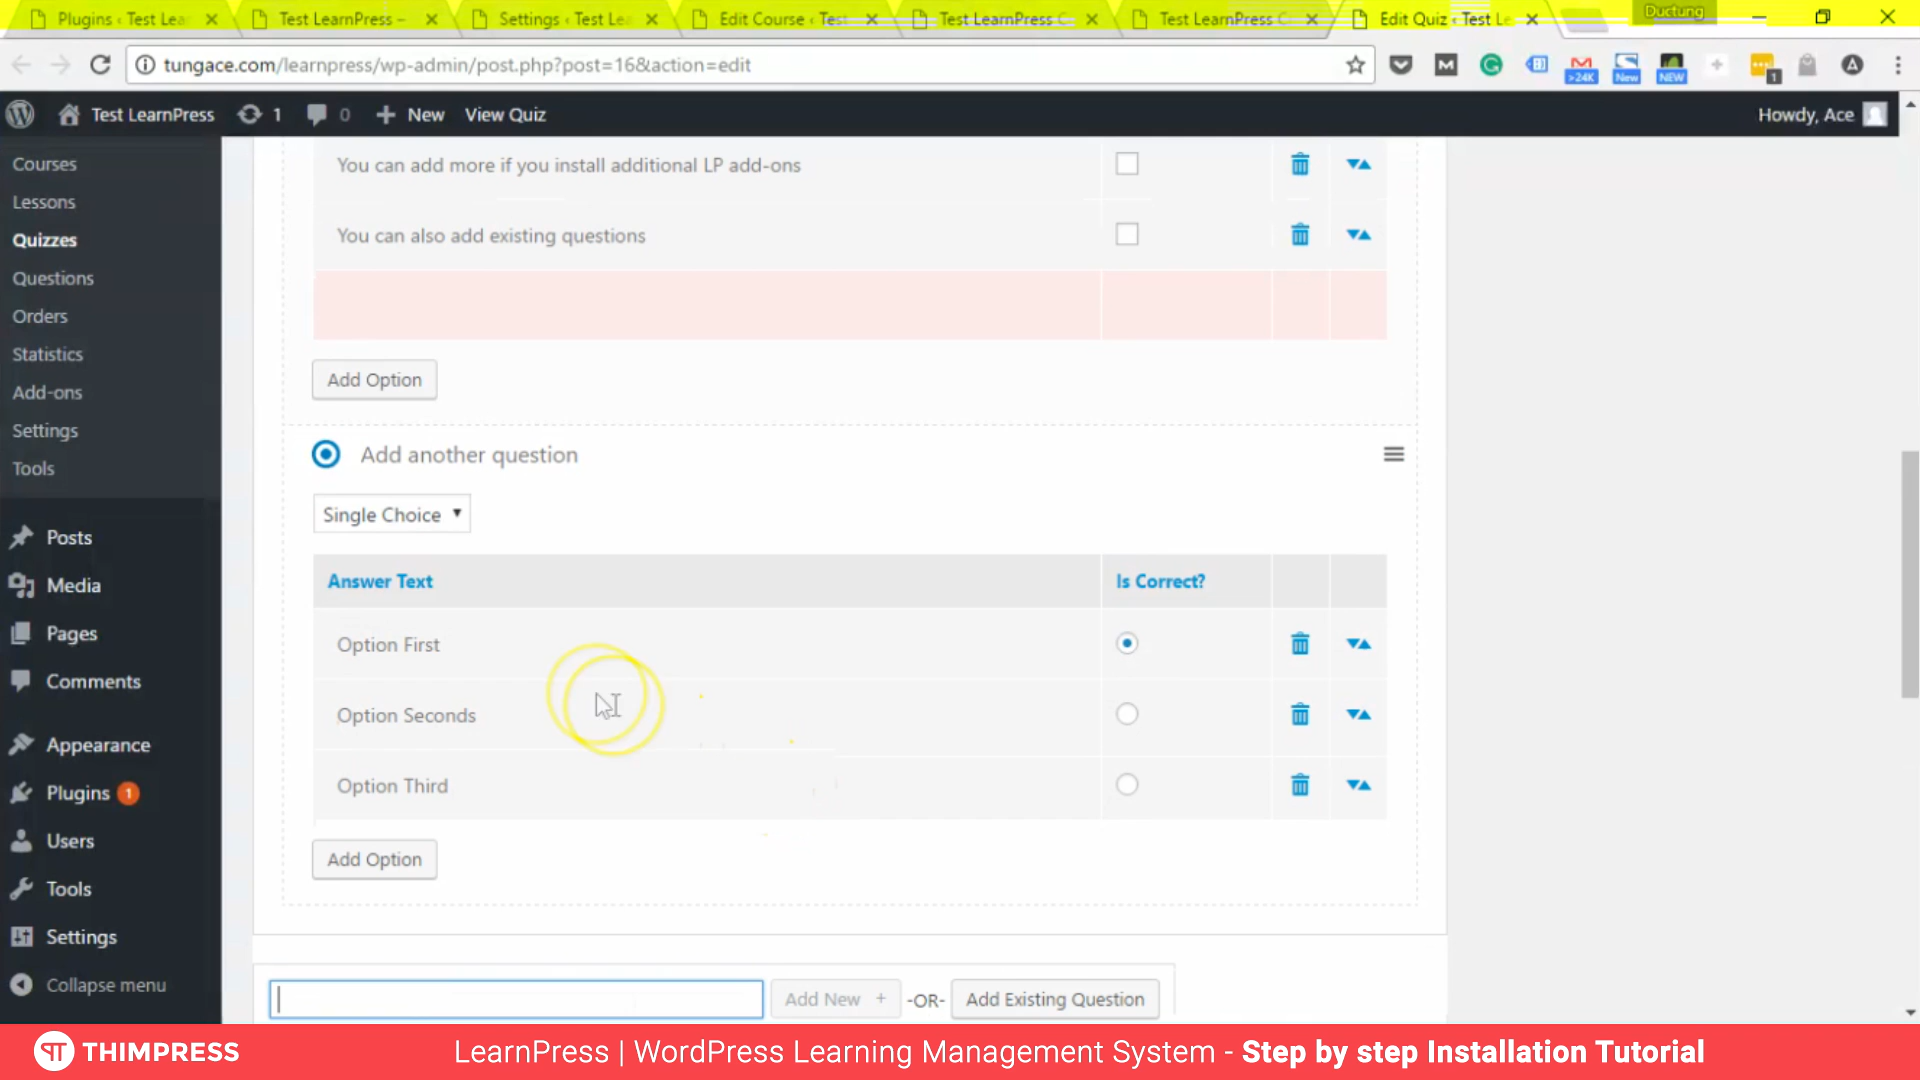 Plugins ‹ Test Lea
Test LearnPress –
Settings ‹ Test Lea
Edit Course ‹ Test
Test LearnPress C
Test LearnPress C
Edit Quiz ‹ Test Le
Ductung
tungace.com/learnpress/wp-admin/post.php?post=16&action=edit
>24K
New
NEW
1
Test LearnPress 1 0 New View Quiz Howdy, Ace
Courses
Lessons
Quizzes
Questions
Orders
Statistics
Add-ons
Settings
Tools
Posts
Media
Pages
Comments
Appearance
Plugins 1
Users
Tools
Settings
Collapse menu
You can add more if you install additional LP add-ons
You can also add existing questions
Add Option
Add another question
Single Choice
Answer Text Is Correct?
Option First
Option Seconds
Option Third
Add Option
Add New + -OR- Add Existing Question
THIMPRESS LearnPress | WordPress Learning Management System - Step by step Installation Tutorial